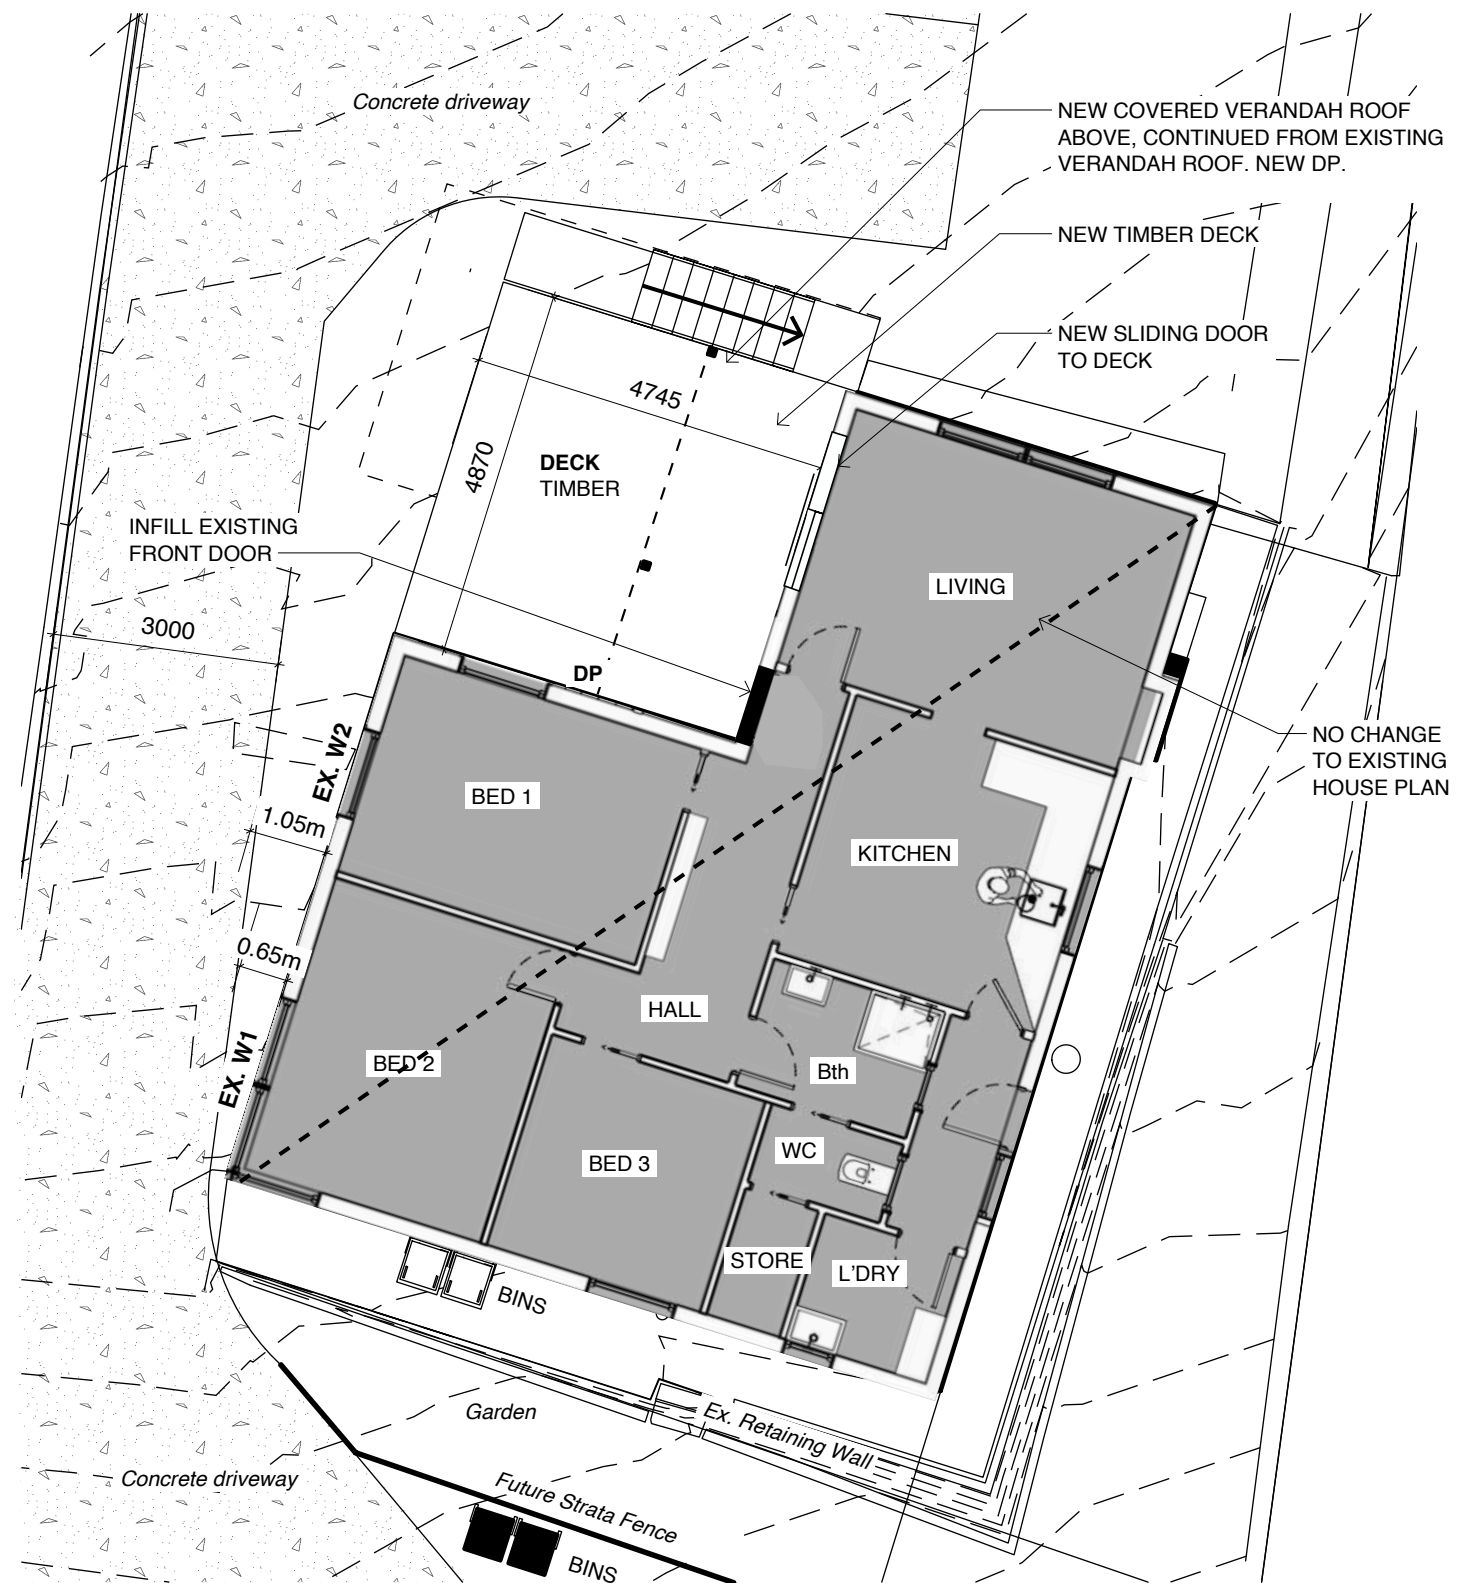 Concrete driveway
NEW COVERED VERANDAH ROOF
ABOVE, CONTINUED FROM EXISTING
VERANDAH ROOF. NEW DP.
NEW TIMBER DECK
NEW SLIDING DOOR
TO DECK
4745
4870
DECK
TIMBER
INFILL EXISTING
FRONT DOOR
LIVING
3000
DP
EX. W2
NO CHANGE
TO EXISTING
HOUSE PLAN
BED 1
1.05m
KITCHEN
0.65m
HALL
EX. W1
BED 2
Bth
WC
BED 3
STORE
L'DRY
BINS
Garden
Ex. Retaining Wall
Concrete driveway
Future Strata Fence
BINS